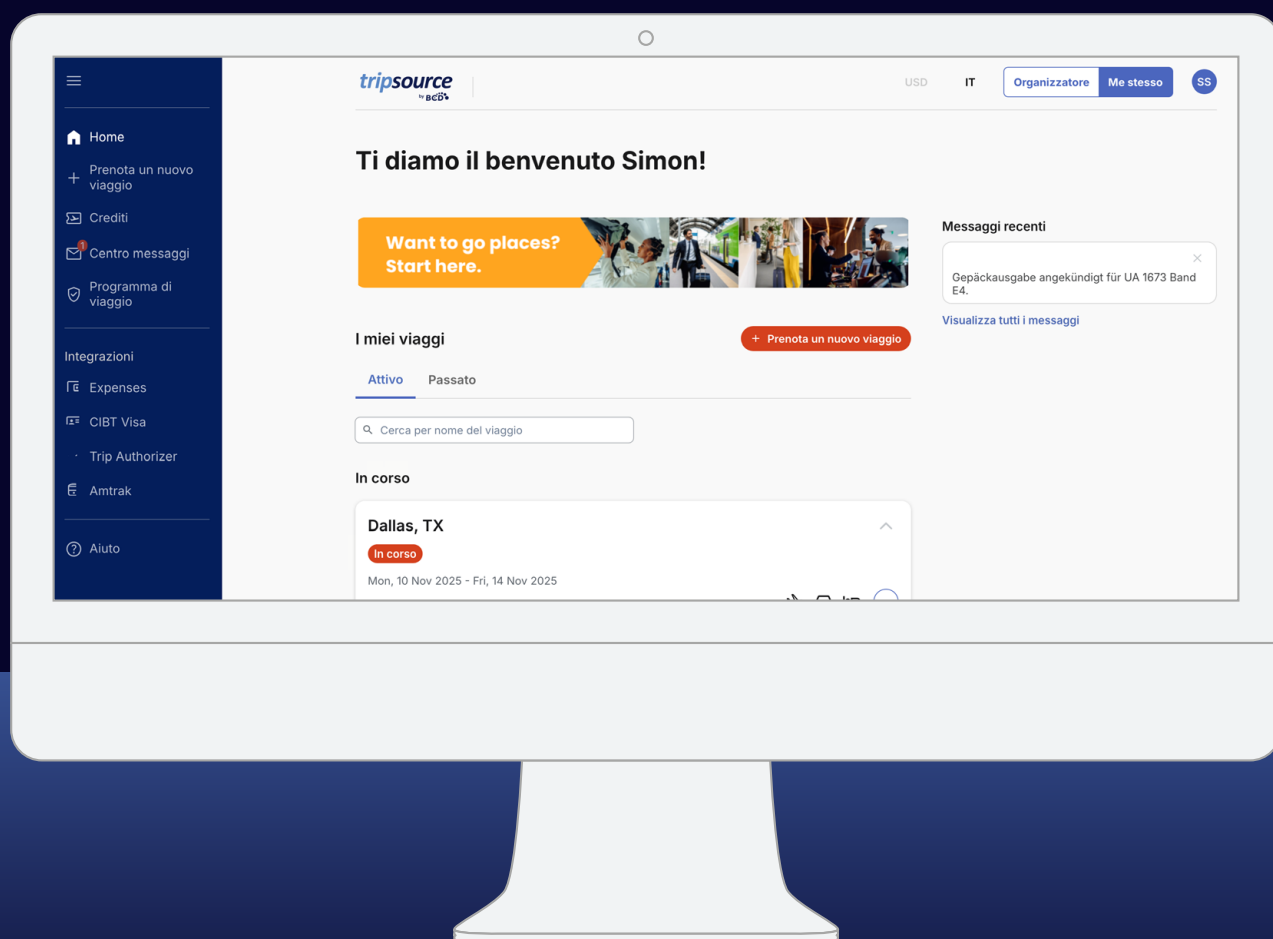 Home
Prenota un nuovo
viaggio
Crediti
1
Centro messaggi
Programma di
viaggio
Integrazioni
Expenses
CIBT Visa
Trip Authorizer
Amtrak
Aiuto
tripsource
by BCD
USD
IT
Organizzatore
Me stesso
SS
Ti diamo il benvenuto Simon!
Want to go places?
Start here.
I miei viaggi
+ Prenota un nuovo viaggio
Attivo
Passato
Cerca per nome del viaggio
In corso
Dallas, TX
In corso
Mon, 10 Nov 2025 - Fri, 14 Nov 2025
Messaggi recenti
Gepäckausgabe angekündigt für UA 1673 Band
E4.
Visualizza tutti i messaggi